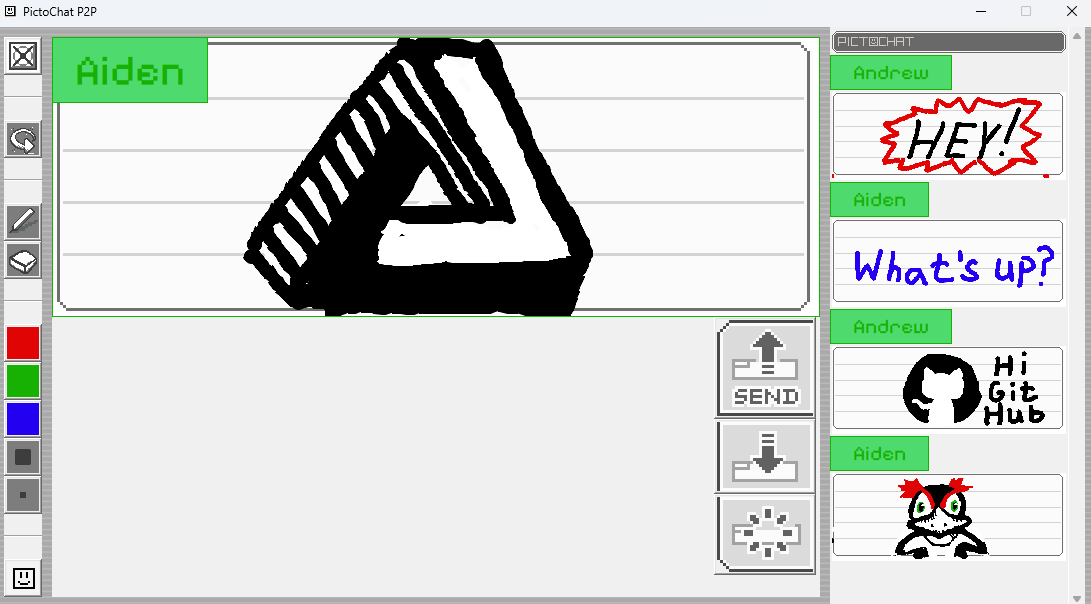 PictoChat P2P
Aiden
SEND
PICTOCHAT
Andrew
HEY!
Aiden
What's up?
Andrew
Hi
Git
Hub
Aiden